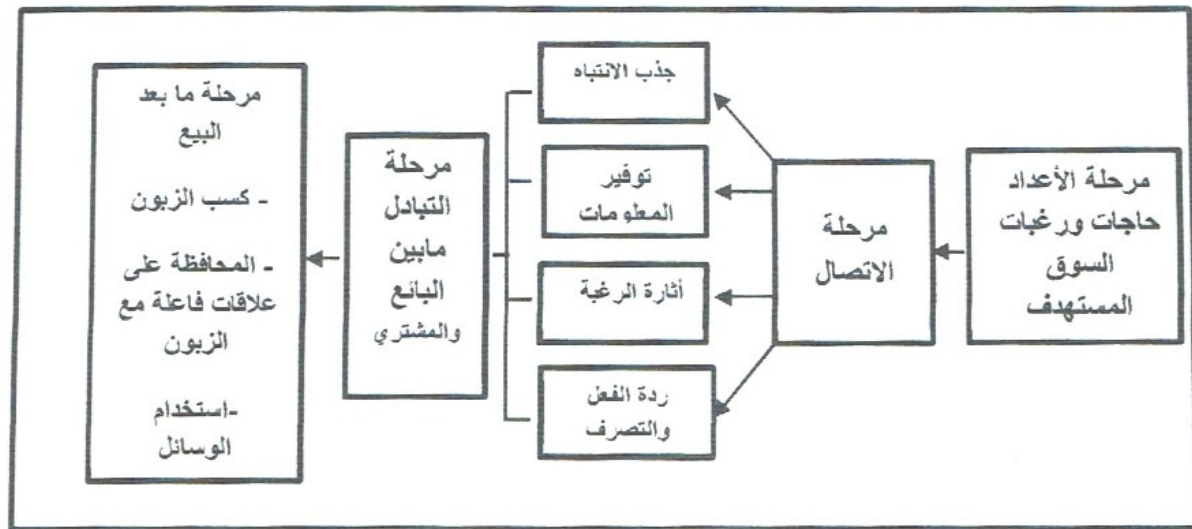 مرحلة الأعداد
حاجات ورغبات
السوق
المستهدف
مرحلة
الاتصال
جذب الانتباه
توفير
المعلومات
أثارة الرغبة
ردة الفعل
والتصرف
مرحلة
التبادل
مابين
البائع
والمشتري
مرحلة ما بعد
البيع
- كسب الزبون
- المحافظة على
علاقات فاعلة مع
الزبون
-استخدام
الوسائل